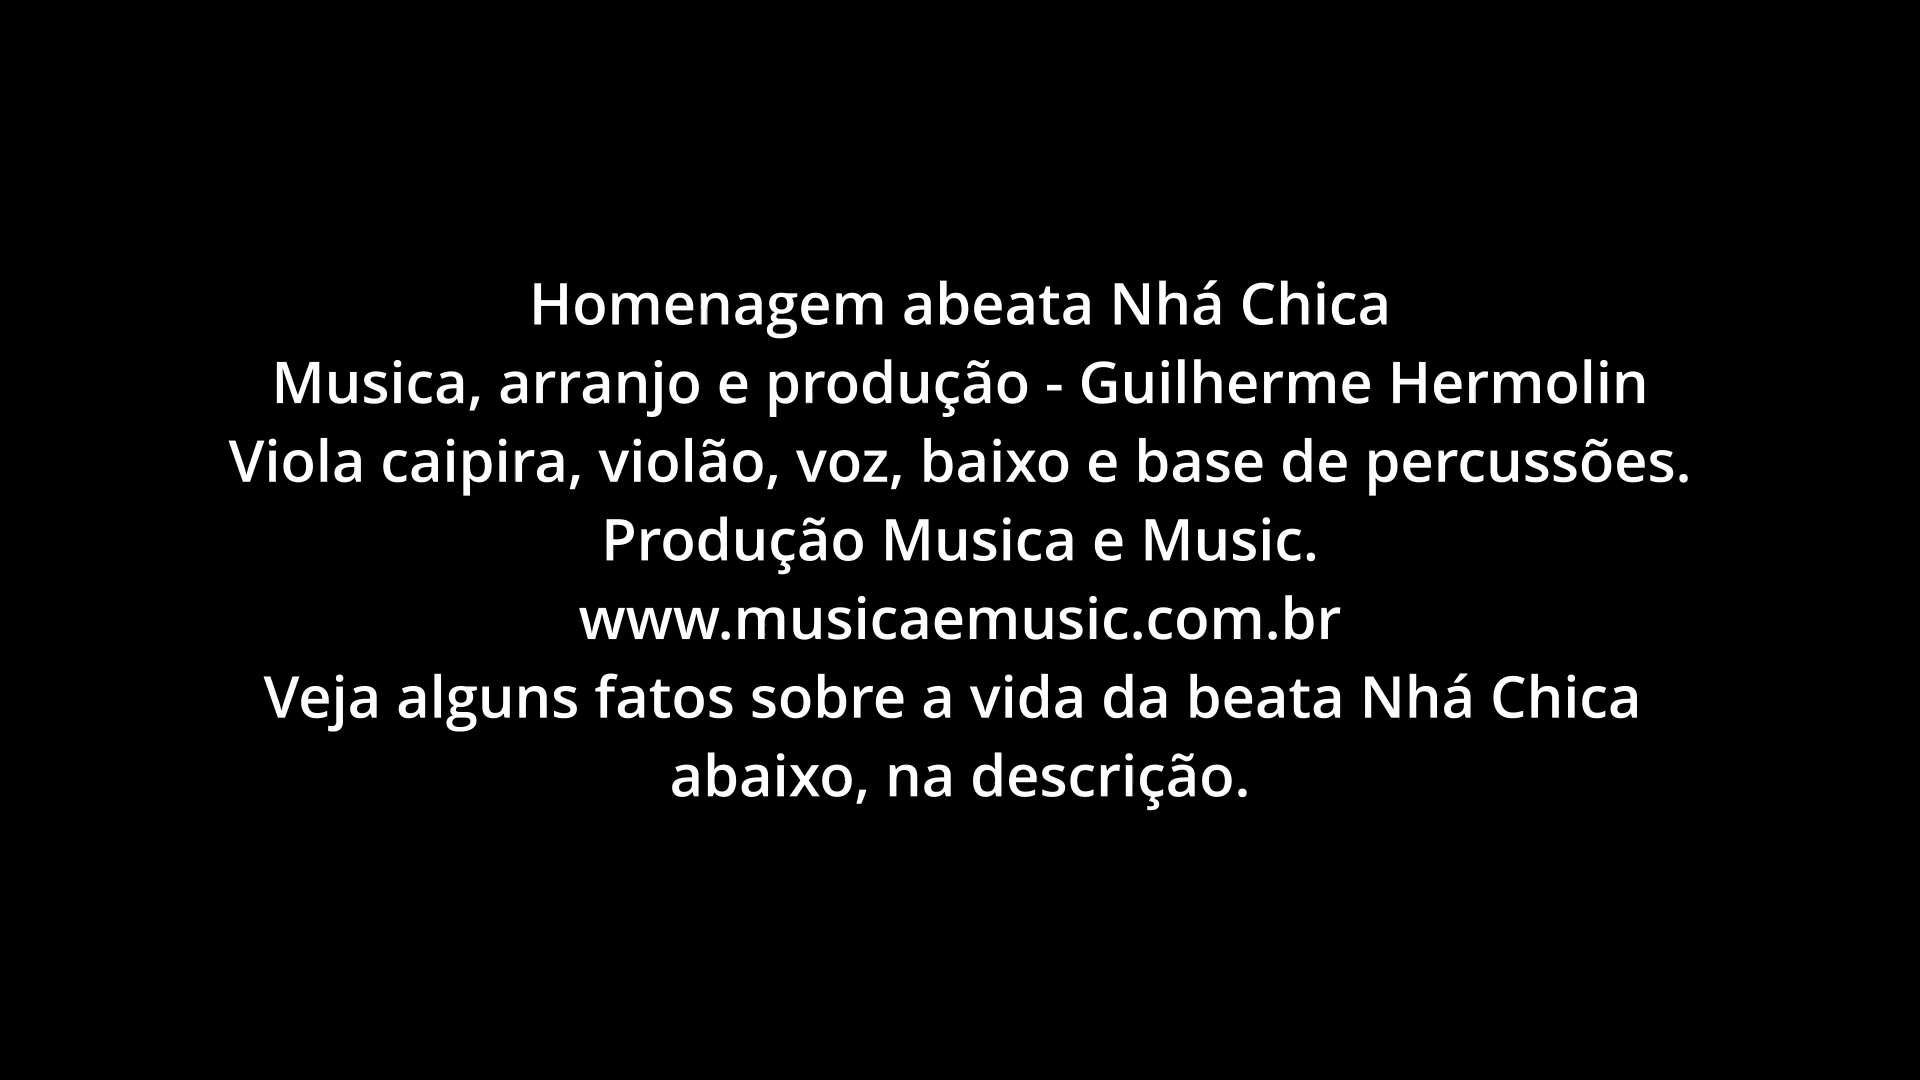 Homenagem abeata Nhá Chica
Musica, arranjo e produção - Guilherme Hermolin
Viola caipira, violão, voz, baixo e base de percussões.
Produção Musica e Music.
www.musicaemusic.com.br
Veja alguns fatos sobre a vida da beata Nhá Chica
abaixo, na descrição.